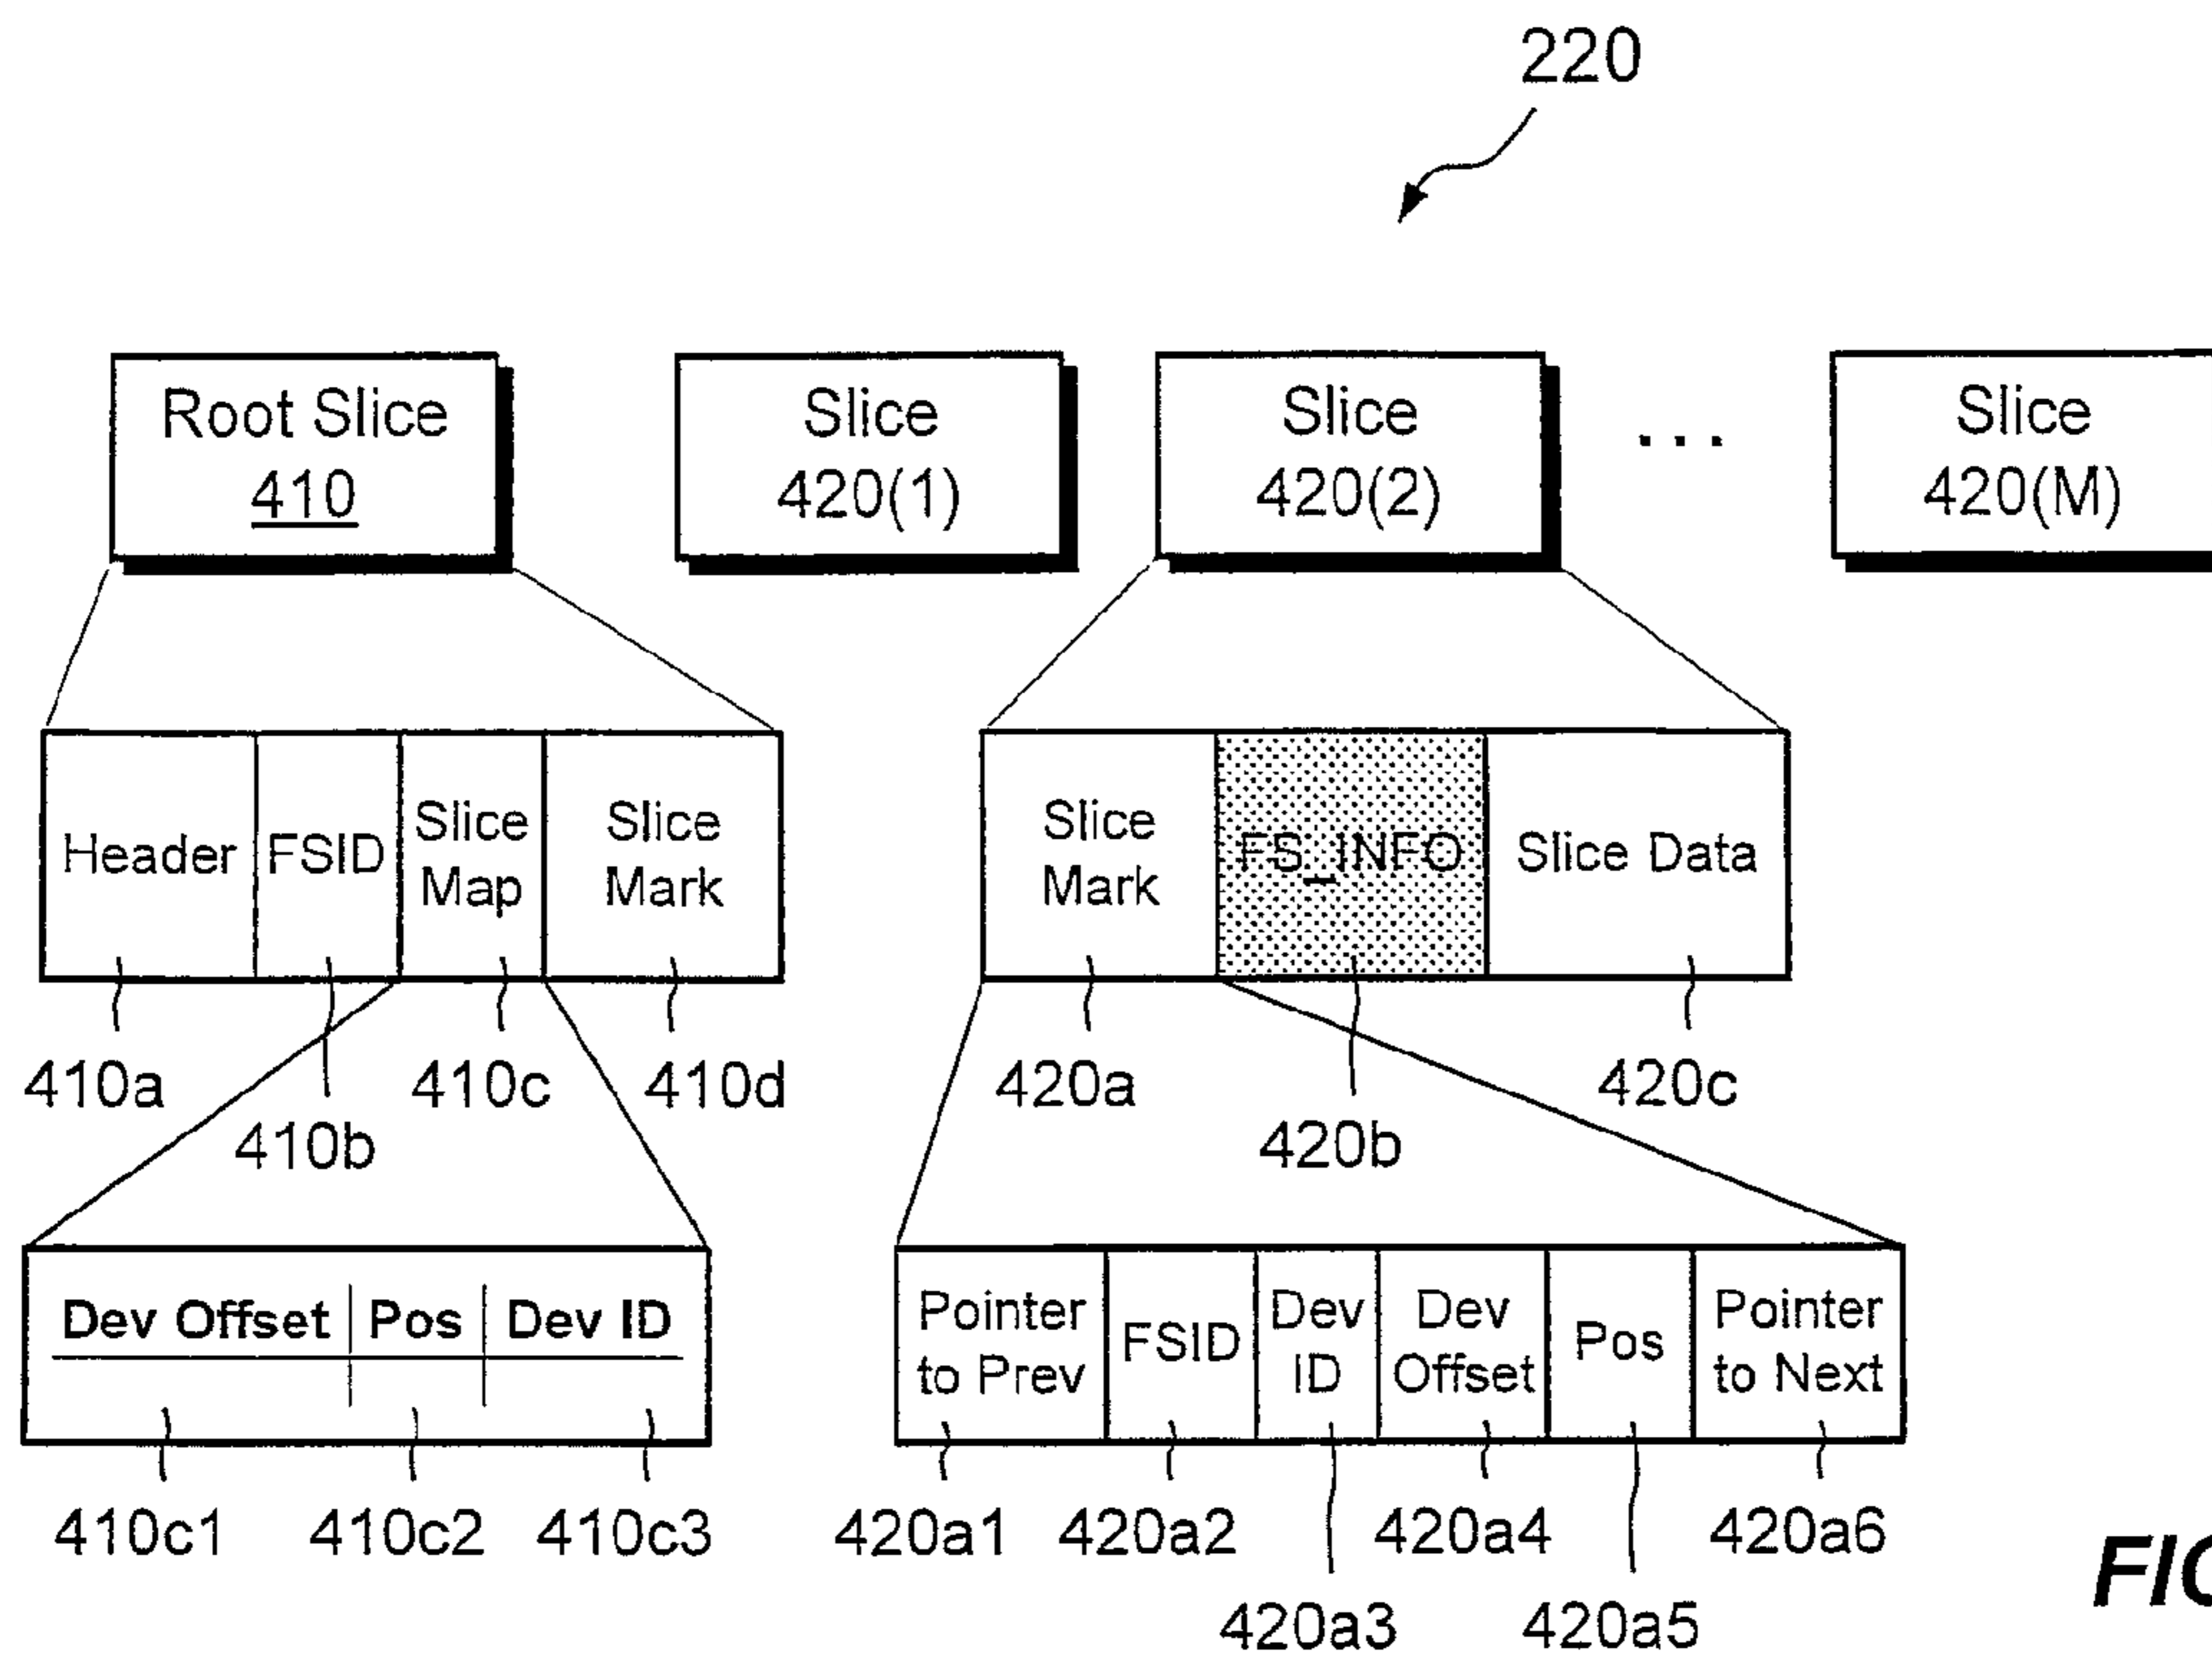 220
Root Slice
410
Slice
420(1)
Slice
420(2)
...
Slice
420(M)
Header
FSID
Slice
Map
Slice
Mark
Slice
Mark
FS_INFO
Slice Data
410a
410b
410c
410d
420a
420b
420c
Dev Offset
Pos
Dev ID
Pointer
to Prev
FSID
Dev
ID
Dev
Offset
Pos
Pointer
to Next
410c1
410c2
410c3
420a1
420a2
420a3
420a4
420a5
420a6